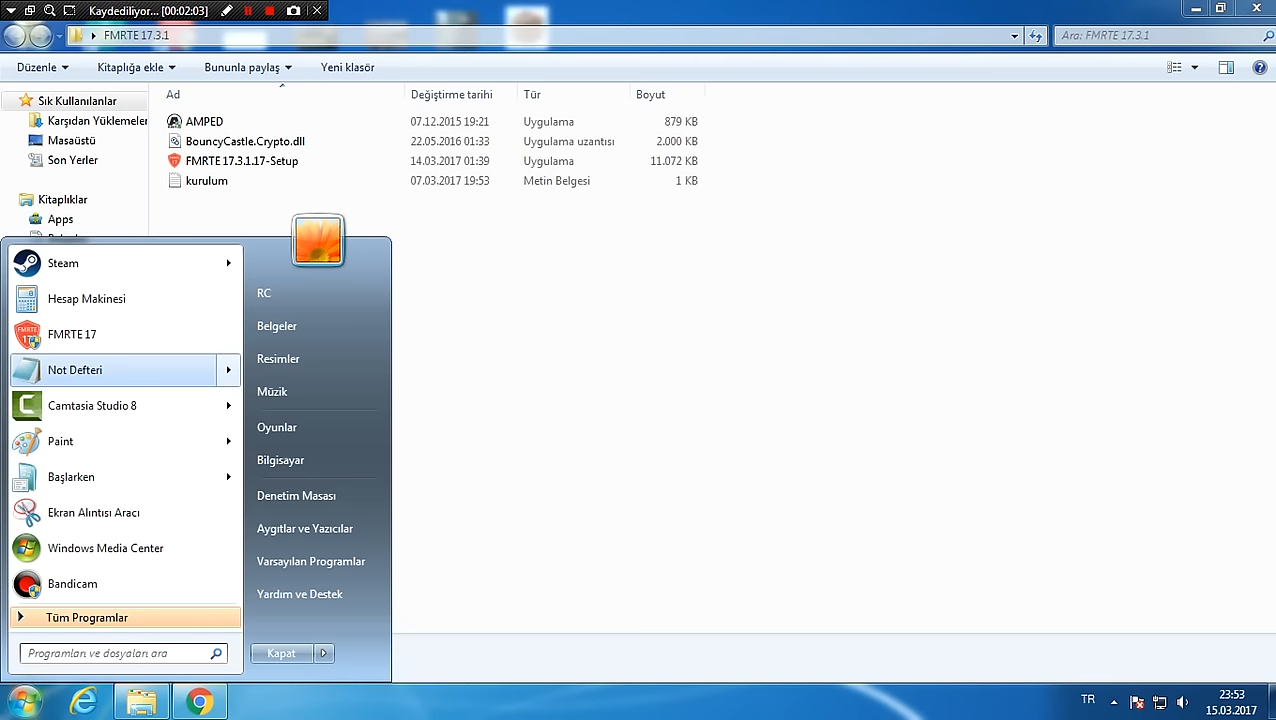 Kaydediliyor... [00:02:03]
FMRTE 17.3.1
Ara: FMRTE 17.3.1
Düzenle
Kitaplığa ekle
Bununla paylaş
Yeni klasör
Ad
Değiştirme tarihi
Tür
Boyut
Sık Kullanılanlar
Karşıdan Yüklemeler
Masaüstü
Son Yerler
Kitaplıklar
Apps
AMPED 07.12.2015 19:21 Uygulama 879 KB
BouncyCastle.Crypto.dll 22.05.2016 01:33 Uygulama uzantısı 2.000 KB
FMRTE 17.3.1.17-Setup 14.03.2017 01:39 Uygulama 11.072 KB
kurulum 07.03.2017 19:53 Metin Belgesi 1 KB
Steam
Hesap Makinesi
FMRTE 17
Not Defteri
Camtasia Studio 8
Paint
Başlarken
Ekran Alıntısı Aracı
Windows Media Center
Bandicam
Tüm Programlar
Programları ve dosyaları ara
RC
Belgeler
Resimler
Müzik
Oyunlar
Bilgisayar
Denetim Masası
Aygıtlar ve Yazıcılar
Varsayılan Programlar
Yardım ve Destek
Kapat
TR
23:53
15.03.2017